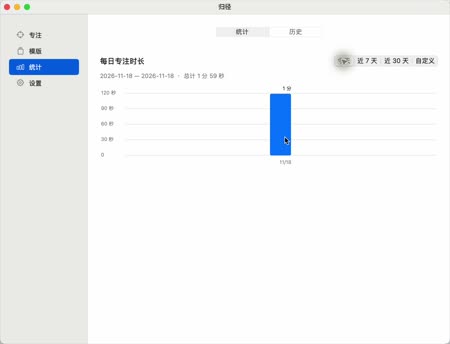 归径
专注
模版
统计
设置
统计 历史
每日专注时长
近 7 天 近 30 天 自定义
2026-11-18 — 2026-11-18 · 总计 1 分 59 秒
1 分
120 秒
90 秒
60 秒
30 秒
0
11/18